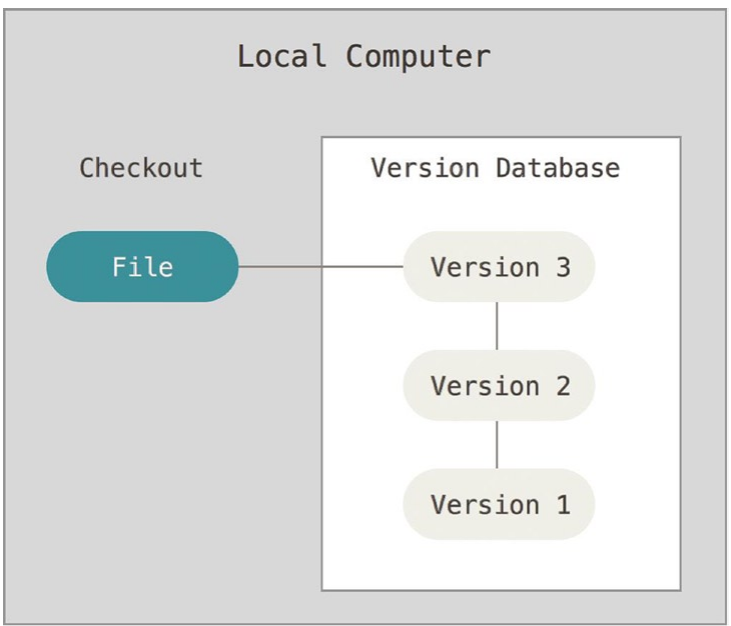 Local Computer
Checkout
Version Database
File
Version 3
Version 2
Version 1